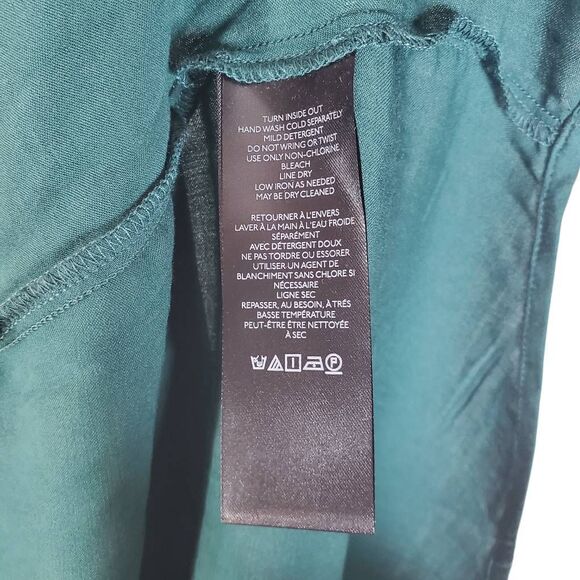 TURN INSIDE OUT
HAND WASH COLD SEPARATELY
MILD DETERGENT
DO NOT WRING OR TWIST
USE ONLY NON-CHLORINE
BLEACH
LINE DRY
LOW IRON AS NEEDED
MAY BE DRY CLEANED
RETOURNER À L'ENVERS
LAVER À LA MAIN À L'EAU FROIDE
SÉPARÉMENT
AVEC DÉTERGENT DOUX
NE PAS TORDRE OU ESSORER
UTILISER UN AGENT DE
BLANCHIMENT SANS CHLORE SI
NÉCESSAIRE
LIGNE SEC
REPASSER, AU BESOIN, À TRÉS
BASSE TEMPÉRATURE
PEUT-ÊTRE ÊTRE NETTOYÉE
À SEC
P